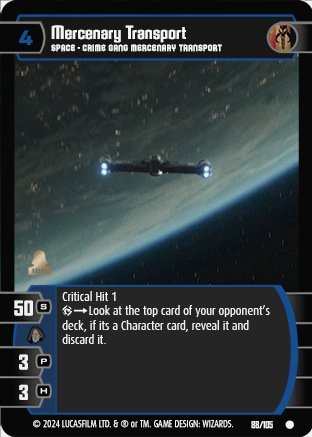 4
Mercenary Transport
SPACE - CRIME GANG MERCENARY TRANSPORT
50 S
3 P
3 H
Critical Hit 1
Look at the top card of your opponent's
deck, if its a Character card, reveal it and
discard it.
© 2024 LUCASFILM LTD. & ® or TM. GAME DESIGN: WIZARDS.
88/105